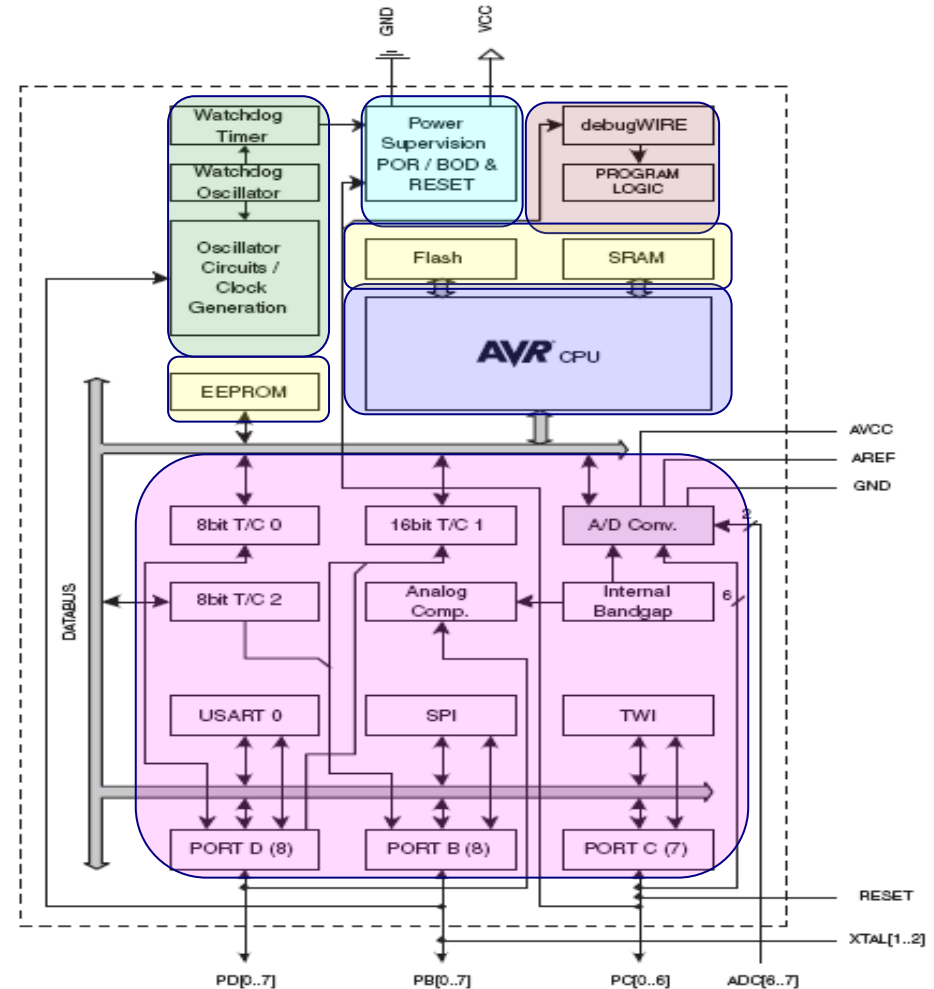 GND
VCC
Watchdog
Timer
Power
Supervision
POR / BOD &
RESET
debugWIRE
PROGRAM
LOGIC
Watchdog
Oscillator
Oscillator
Circuits /
Clock
Generation
Flash
SRAM
AVR CPU
EEPROM
AVCC
AREF
GND
8bit T/C 0
16bit T/C 1
A/D Conv.
2
DATABUS
8bit T/C 2
Analog
Comp.
Internal
Bandgap
6
USART 0
SPI
TWI
PORT D (8)
PORT B (8)
PORT C (7)
RESET
XTAL[1..2]
PD[0..7]
PB[0..7]
PC[0..6]
ADC[6..7]